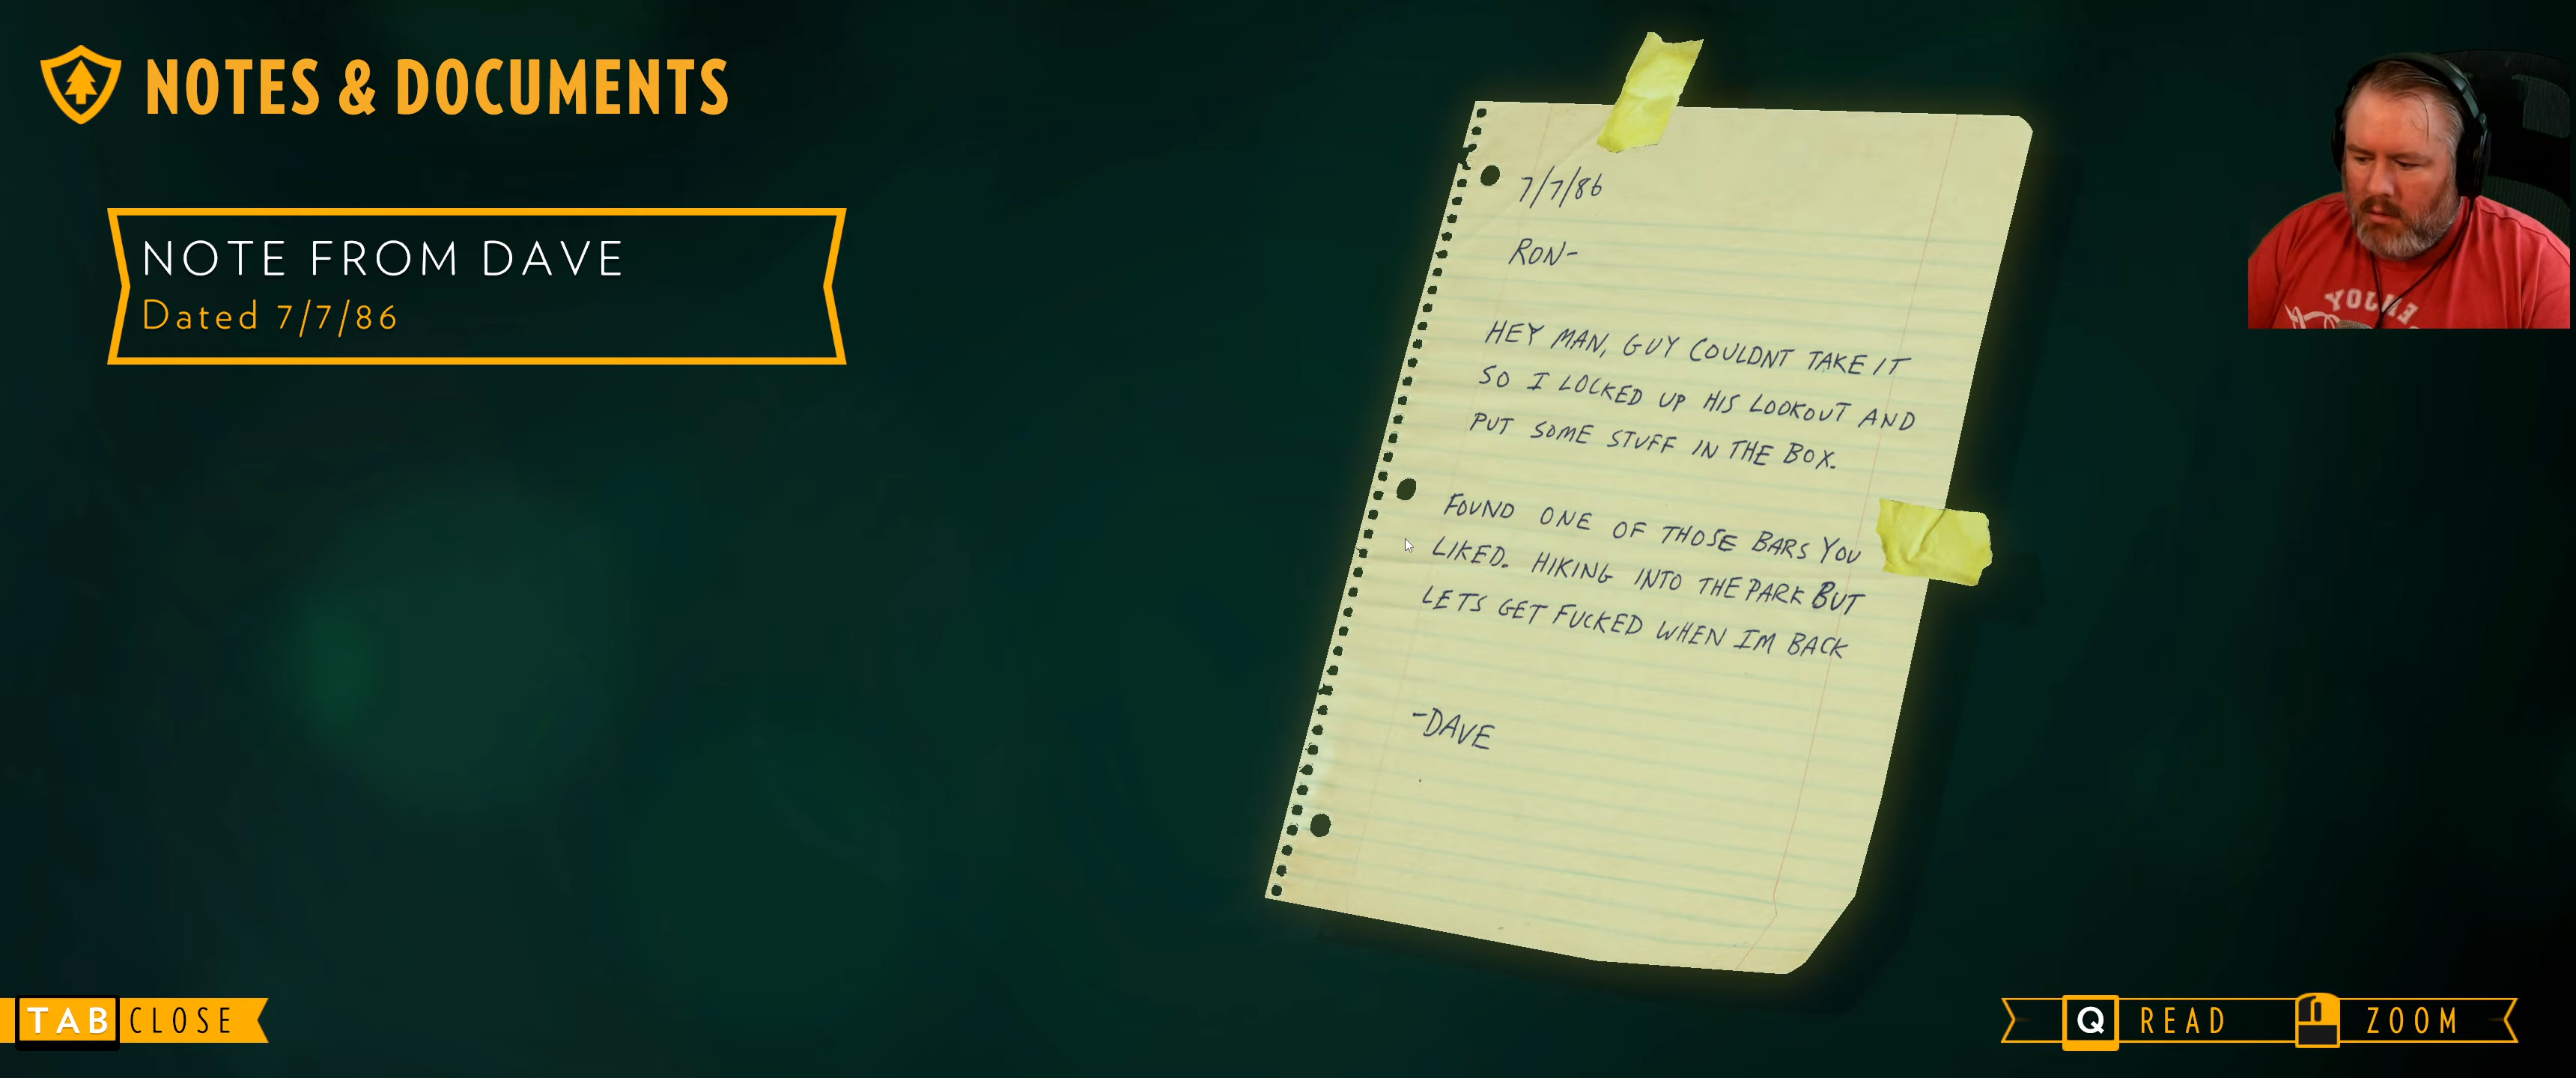 NOTES & DOCUMENTS
NOTE FROM DAVE
Dated 7/7/86
7/7/86
RON-
HEY MAN, GUY COULDNT TAKE IT
SO I LOCKED UP HIS LOOKOUT AND
PUT SOME STUFF IN THE BOX.
FOUND ONE OF THOSE BARS YOU
LIKED. HIKING INTO THE PARK BUT
LETS GET FUCKED WHEN IM BACK
-DAVE
TAB CLOSE
Q READ ZOOM